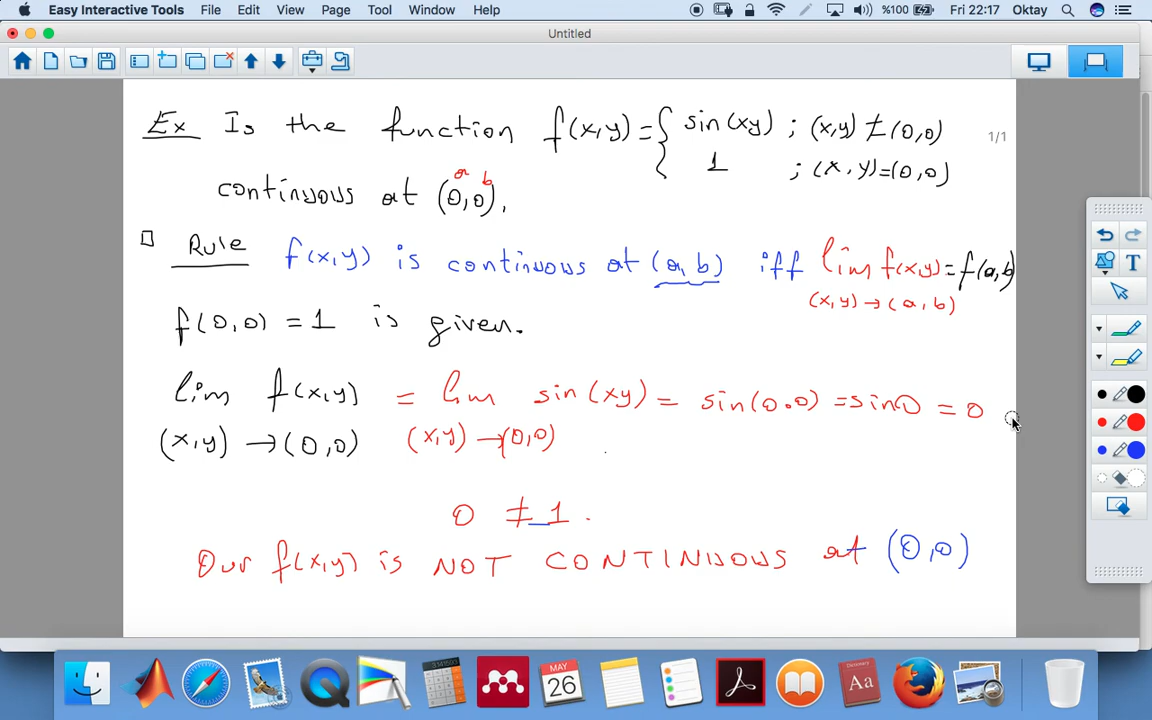 Easy Interactive Tools File Edit View Page Tool Window Help %100 Fri 22:17 Oktay
Untitled
Ex Is the function f(x,y)={ sin(xy) ; (x,y) ≠ (0,0)
1 ; (x,y)=(0,0)
1/1
a b
continuous at (0,0).
Rule f(x,y) is continuous at (a,b) iff lim f(x,y)=f(a,b)
(x,y)→(a,b)
f(0,0) = 1 is given.
lim f(x,y) = lim sin(xy) = sin(0.0) = sin0 = 0
(x,y) → (0,0) (x,y) → (0,0)
0 ≠ 1.
Our f(x,y) is NOT CONTINUOUS at (0,0)
T
MAY
26
Dictionary
Aa